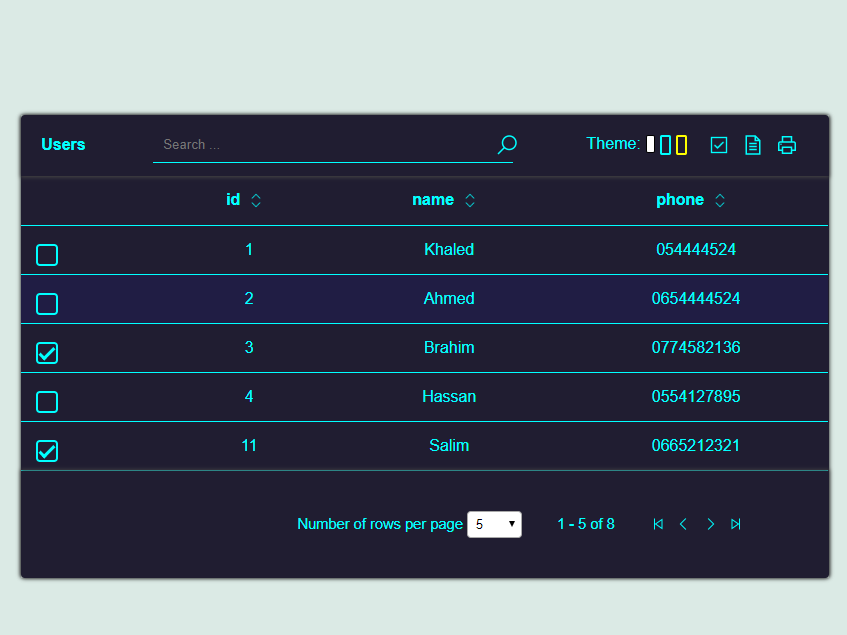 Users Search ... Theme:
id name phone
1 Khaled 054444524
2 Ahmed 0654444524
3 Brahim 0774582136
4 Hassan 0554127895
11 Salim 0665212321
Number of rows per page 5 1 - 5 of 8